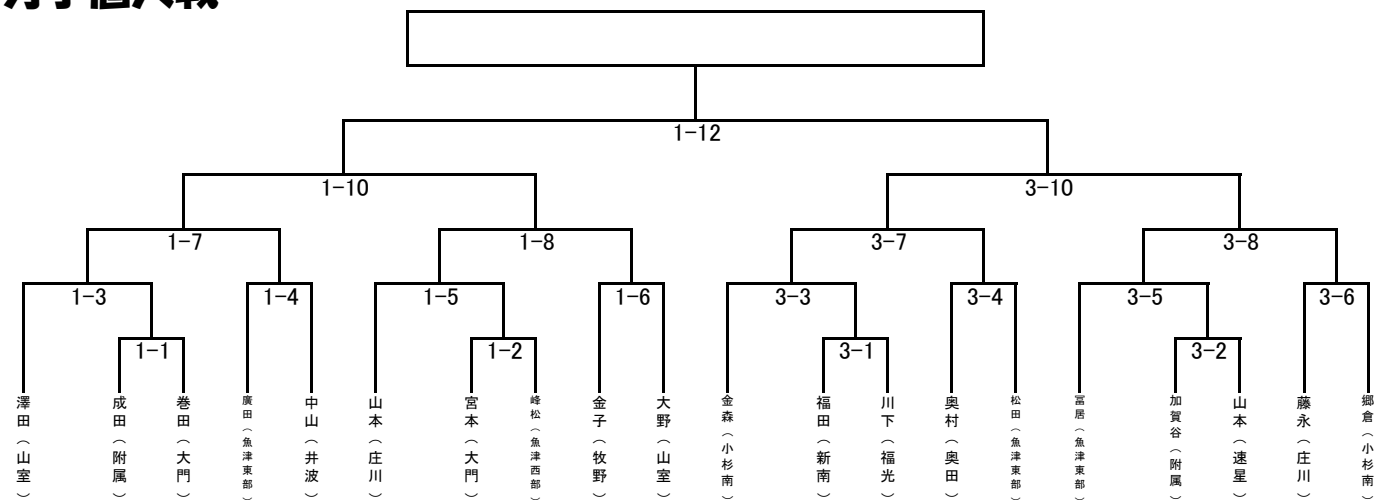 1-12
1-10
3-10
1-7
1-8
3-7
3-8
1-3
1-4
1-5
1-6
3-3
3-4
3-5
3-6
1-1
1-2
3-1
3-2
澤田(山室)
成田(附属)
巻田(大門)
廣田(魚津東部)
中山(井波)
山本(庄川)
宮本(大門)
峰松(魚津西部)
金子(牧野)
大野(山室)
金森(小杉南)
福田(新南)
川下(福光)
奥村(奥田)
松田(魚津東部)
冨居(魚津東部)
加賀谷(附属)
山本(速星)
藤永(庄川)
郷倉(小杉南)